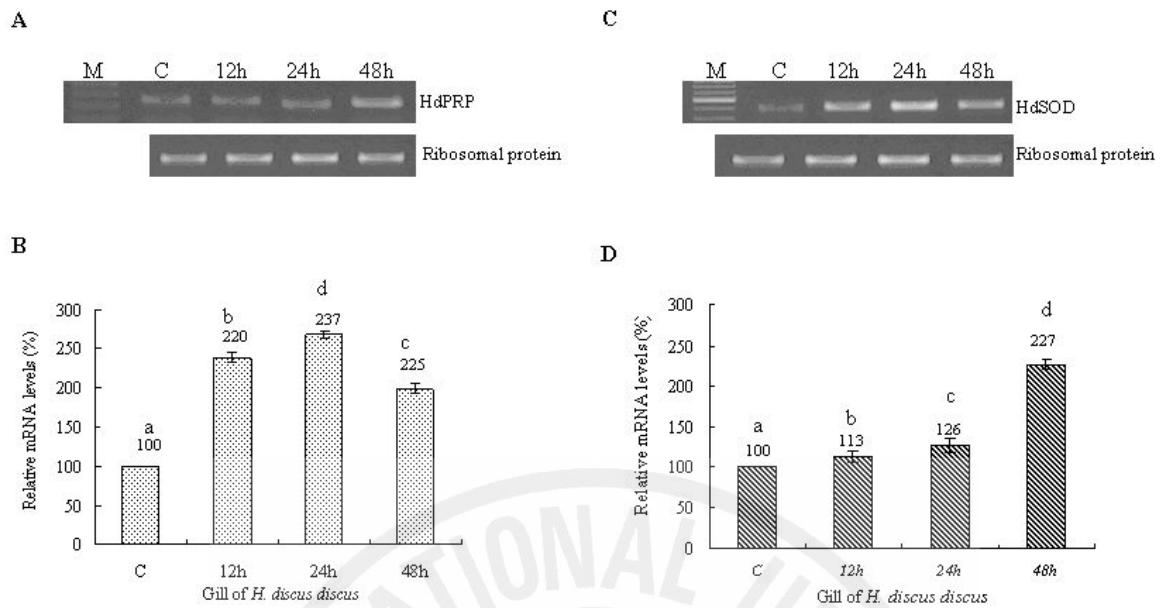 A
M C 12h 24h 48h
HdPRP
Ribosomal protein
C
M C 12h 24h 48h
HdSOD
Ribosomal protein
B
Relative mRNA levels (%)
300
250
200
150
100
50
0
a
100
b
220
d
237
c
225
C 12h 24h 48h
Gill of H. discus discus
D
Relative mRNA levels (%)
300
250
200
150
100
50
0
a
100
b
113
c
126
d
227
C 12h 24h 48h
Gill of H. discus discus